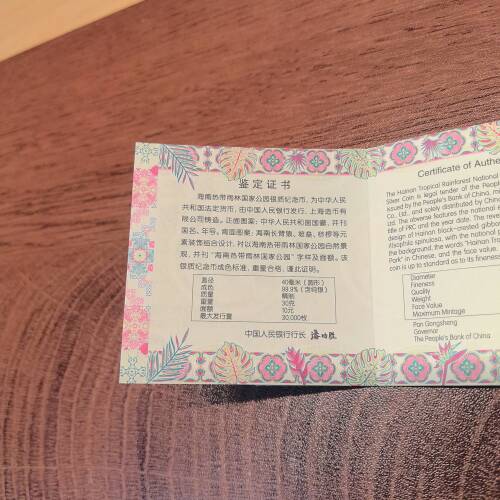 鉴定证书
海南热带雨林国家公园银质纪念币，为中华人民
共和国法定货币，由中国人民银行发行，上海造币有
限公司铸造。正面图案：中华人民共和国国徽，并刊
国名、年号。背面图案：海南长臂猿、坡鹿、桫椤等元
素装饰组合设计，衬以海南热带雨林国家公园自然景
观，并刊“海南热带雨林国家公园”字样及面额。该
银质纪念币成色标准，重量合格，谨此证明。
直径 40毫米（圆形）
成色 99.9%（含纯银）
质量 精制
重量 30克
面额 10元
最大发行量 30,000枚
中国人民银行行长 潘功胜
Certificate of Authe
The Hainan Tropical Rainforest National
Silver Coin is legal tender of the People's
issued by the People's Bank of China, m
Co., Ltd., and solely distributed by China
Ltd. The obverse features the national e
title of PRC and the year date. The reve
design of Hainan black-crested gibbon
Alsophila spinulosa, with the national
the background, the words "Hainan Tropi
Park" in Chinese, and the face value.
coin is up to standard as to its fineness
Diameter
Fineness
Quality
Weight
Face Value
Maximum Mintage
Pan Gongsheng
Governor
The People's Bank of China